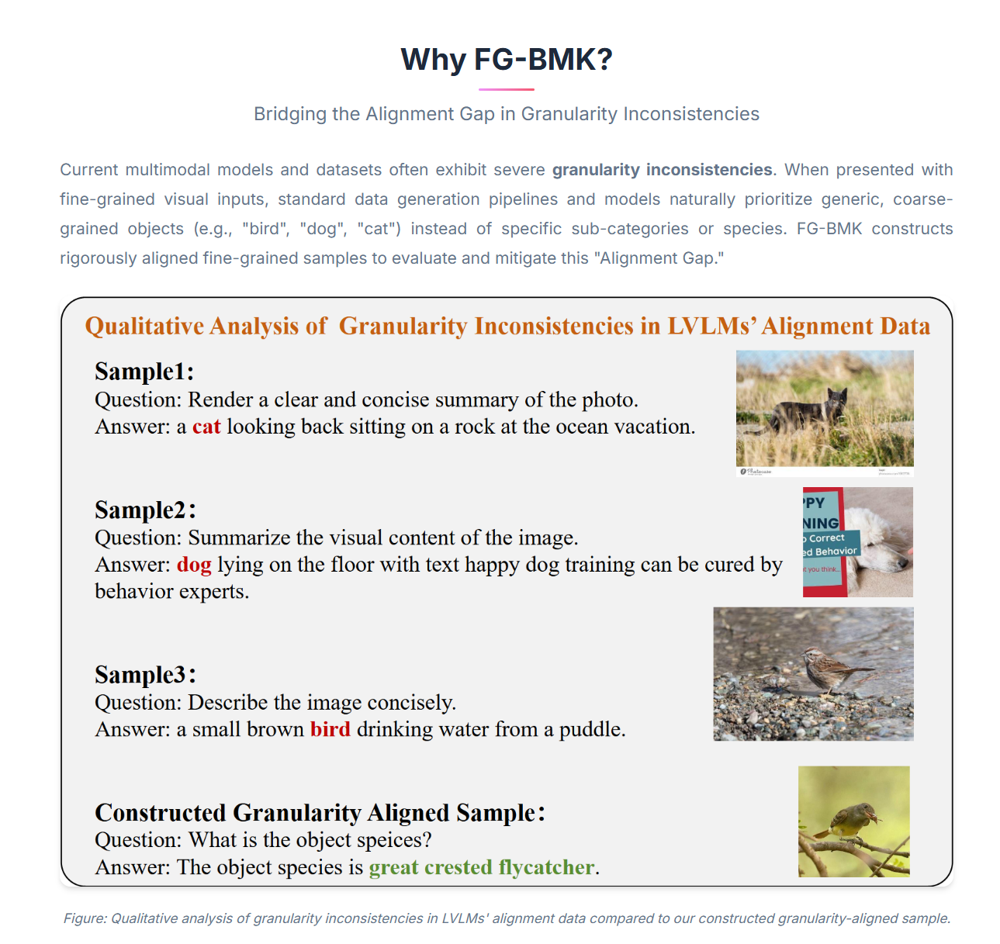 Why FG-BMK?
Bridging the Alignment Gap in Granularity Inconsistencies
Current multimodal models and datasets often exhibit severe granularity inconsistencies. When presented with
fine-grained visual inputs, standard data generation pipelines and models naturally prioritize generic, coarse-
grained objects (e.g., "bird", "dog", "cat") instead of specific sub-categories or species. FG-BMK constructs
rigorously aligned fine-grained samples to evaluate and mitigate this "Alignment Gap."
Qualitative Analysis of Granularity Inconsistencies in LVLMs’ Alignment Data
Sample1:
Question: Render a clear and concise summary of the photo.
Answer: a cat looking back sitting on a rock at the ocean vacation.
Photocase
Sample2:
Question: Summarize the visual content of the image.
Answer: dog lying on the floor with text happy dog training can be cured by
behavior experts.
PPY
NING
o Correct
ed Behavior
t you think...
Sample3:
Question: Describe the image concisely.
Answer: a small brown bird drinking water from a puddle.
Constructed Granularity Aligned Sample:
Question: What is the object speices?
Answer: The object species is great crested flycatcher.
Figure: Qualitative analysis of granularity inconsistencies in LVLMs' alignment data compared to our constructed granularity-aligned sample.